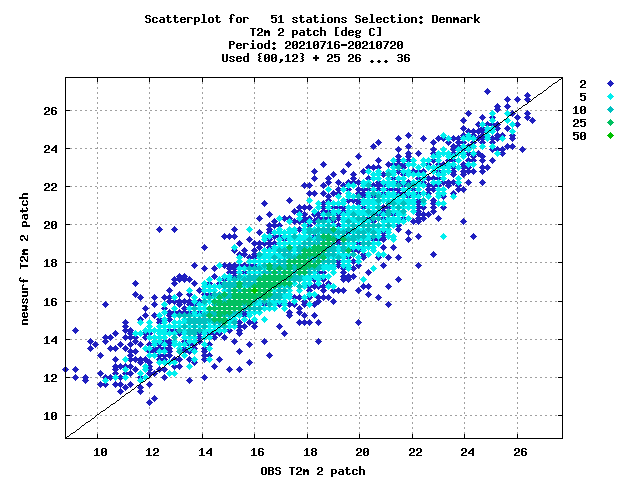 Scatterplot for   51 stations Selection: Denmark
T2m 2 patch [deg C]
Period: 20210716-20210720
Used {00,12} + 25 26 ... 36
2
5
10
25
50
newsurf T2m 2 patch
26
24
22
20
18
16
14
12
10
10 12 14 16 18 20 22 24 26
OBS T2m 2 patch